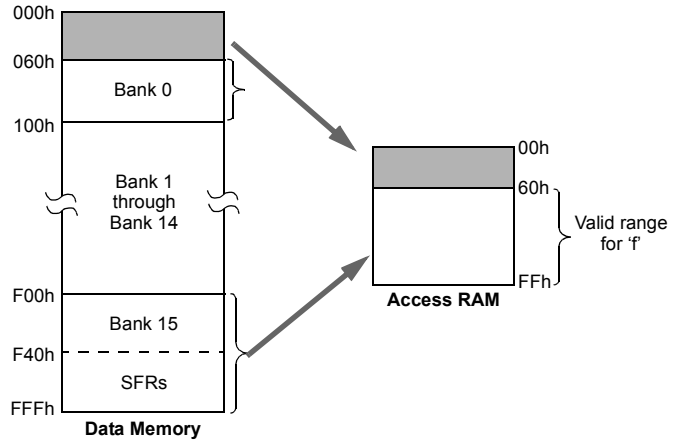 000h
060h
Bank 0
100h
Bank 1
through
Bank 14
F00h
Bank 15
F40h
SFRs
FFFh
Data Memory
00h
60h
Valid range
for ‘f’
FFh
Access RAM